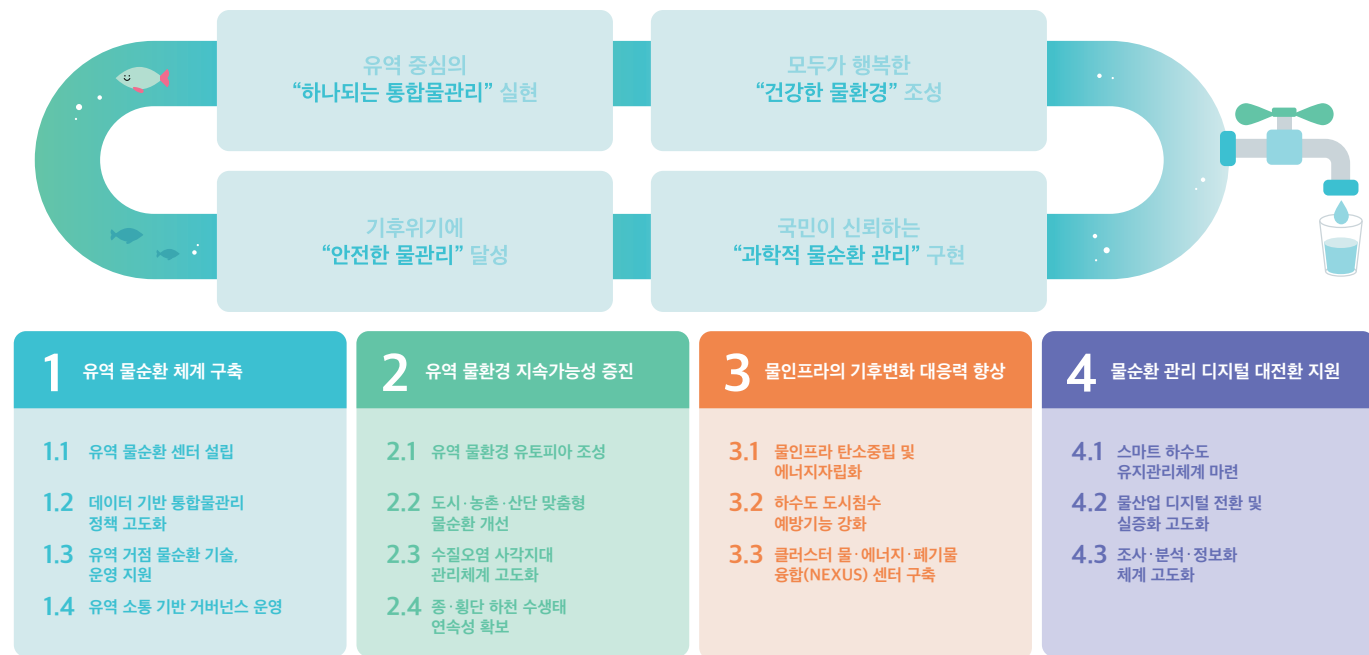 유역 중심의
“하나되는 통합물관리” 실현
모두가 행복한
“건강한 물환경” 조성
기후위기에
“안전한 물관리” 달성
국민이 신뢰하는
“과학적 물순환 관리” 구현
1 유역 물순환 체계 구축
1.1 유역 물순환 센터 설립
1.2 데이터 기반 통합물관리
정책 고도화
1.3 유역 거점 물순환 기술,
운영 지원
1.4 유역 소통 기반 거버넌스 운영
2 유역 물환경 지속가능성 증진
2.1 유역 물환경 유토피아 조성
2.2 도시·농촌·산단 맞춤형
물순환 개선
2.3 수질오염 사각지대
관리체계 고도화
2.4 종·횡단 하천 수생태
연속성 확보
3 물인프라의 기후변화 대응력 향상
3.1 물인프라 탄소중립 및
에너지자립화
3.2 하수도 도시침수
예방기능 강화
3.3 클러스터 물·에너지·폐기물
융합(NEXUS) 센터 구축
4 물순환 관리 디지털 대전환 지원
4.1 스마트 하수도
유지관리체계 마련
4.2 물산업 디지털 전환 및
실증화 고도화
4.3 조사·분석·정보화
체계 고도화